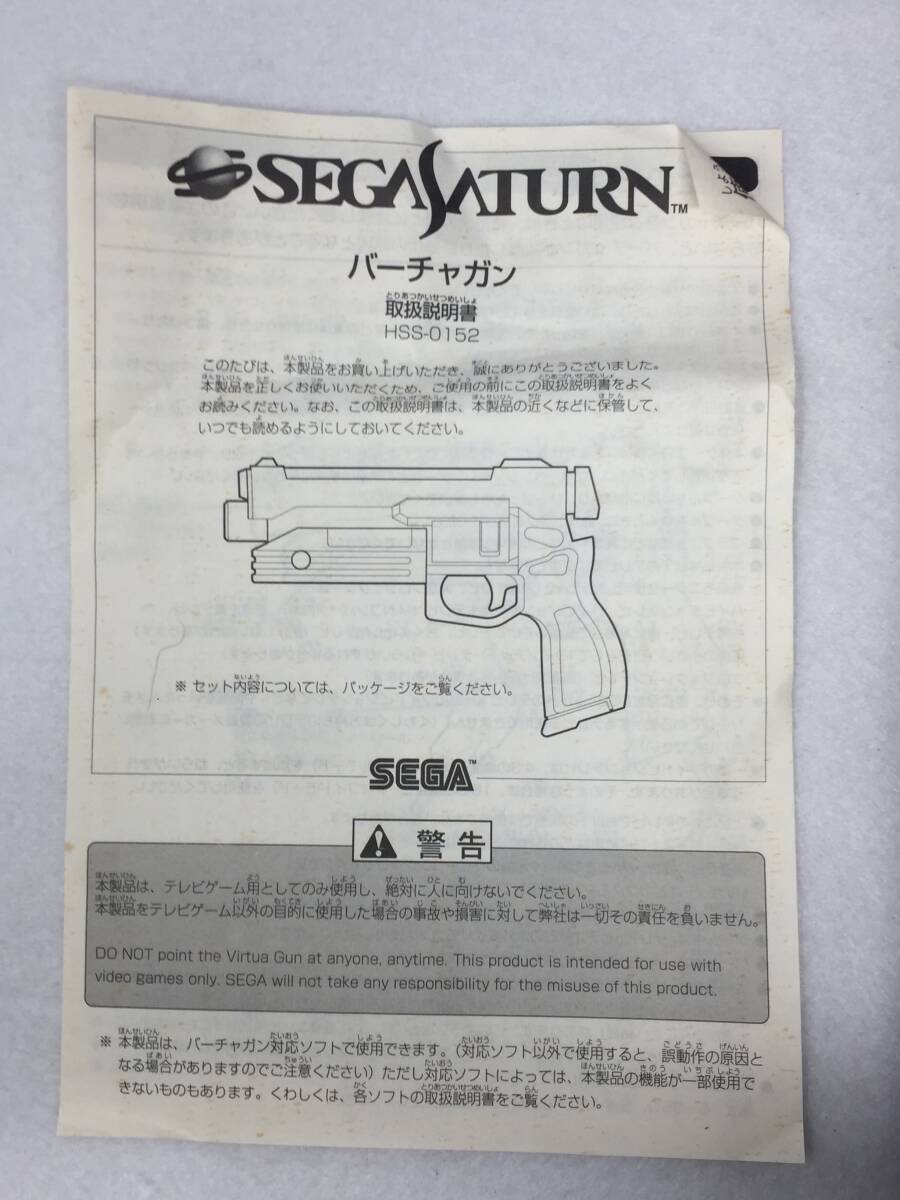 SEGA SATURN™
バーチャガン
とりあつかいせつめいしょ
取扱説明書
HSS-0152
このたびは、本製品をお買い上げいただき、誠にありがとうございました。
本製品を正しくお使いいただくため、ご使用の前にこの取扱説明書をよく
お読みください。なお、この取扱説明書は、本製品の近くなどに保管して、
いつでも読めるようにしておいてください。
※ セット内容については、パッケージをご覧ください。
SEGA™
警告
本製品は、テレビゲーム用としてのみ使用し、絶対に人に向けないでください。
本製品をテレビゲーム以外の目的に使用した場合の事故や損害に対して弊社は一切その責任を負いません。
DO NOT point the Virtua Gun at anyone, anytime. This product is intended for use with
video games only. SEGA will not take any responsibility for the misuse of this product.
※ 本製品は、バーチャガン対応ソフトで使用できます。（対応ソフト以外で使用すると、誤動作の原因と
なる場合がありますのでご注意ください）ただし対応ソフトによっては、本製品の機能が一部使用で
きないものもあります。くわしくは、各ソフトの取扱説明書をご覧ください。